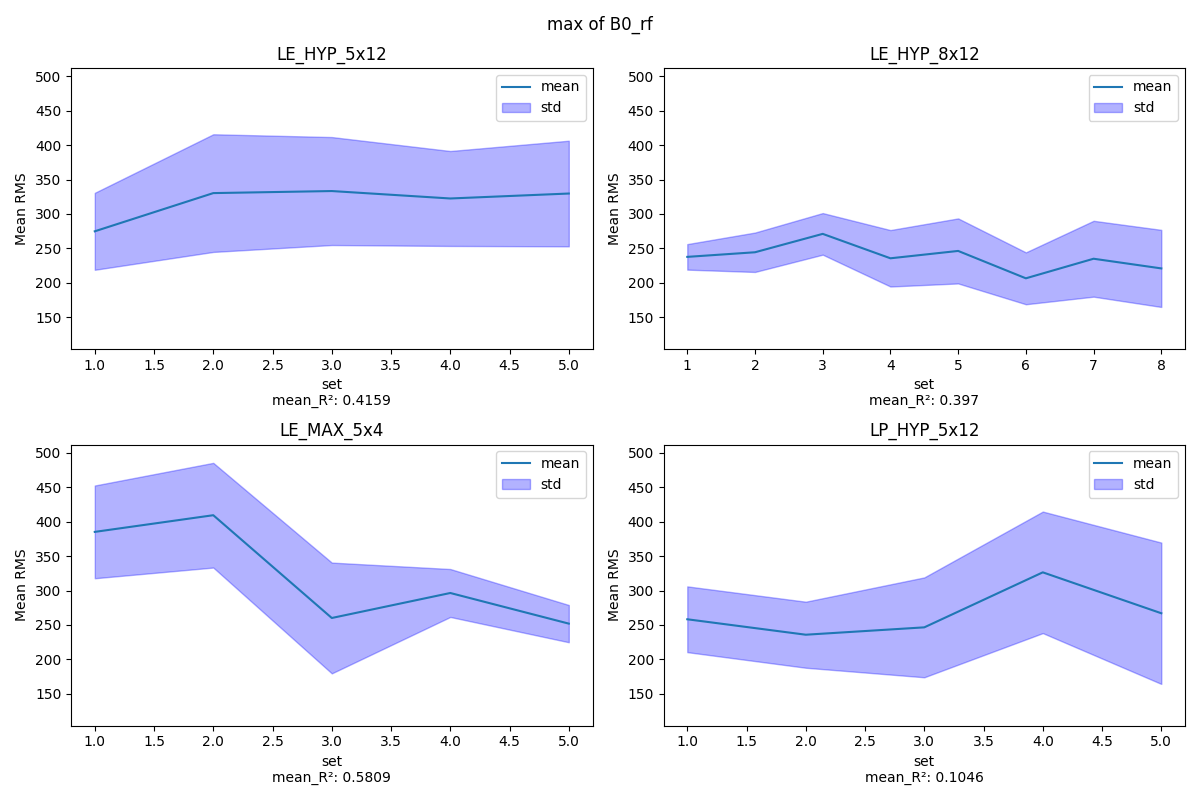 max of B0_rf
LE_HYP_5x12
500
450
400
350
300
250
200
150
Mean RMS
mean
std
1.0 1.5 2.0 2.5 3.0 3.5 4.0 4.5 5.0
set
mean_R²: 0.4159
LE_HYP_8x12
500
450
400
350
300
250
200
150
Mean RMS
mean
std
1 2 3 4 5 6 7 8
set
mean_R²: 0.397
LE_MAX_5x4
500
450
400
350
300
250
200
150
Mean RMS
mean
std
1.0 1.5 2.0 2.5 3.0 3.5 4.0 4.5 5.0
set
mean_R²: 0.5809
LP_HYP_5x12
500
450
400
350
300
250
200
150
Mean RMS
mean
std
1.0 1.5 2.0 2.5 3.0 3.5 4.0 4.5 5.0
set
mean_R²: 0.1046